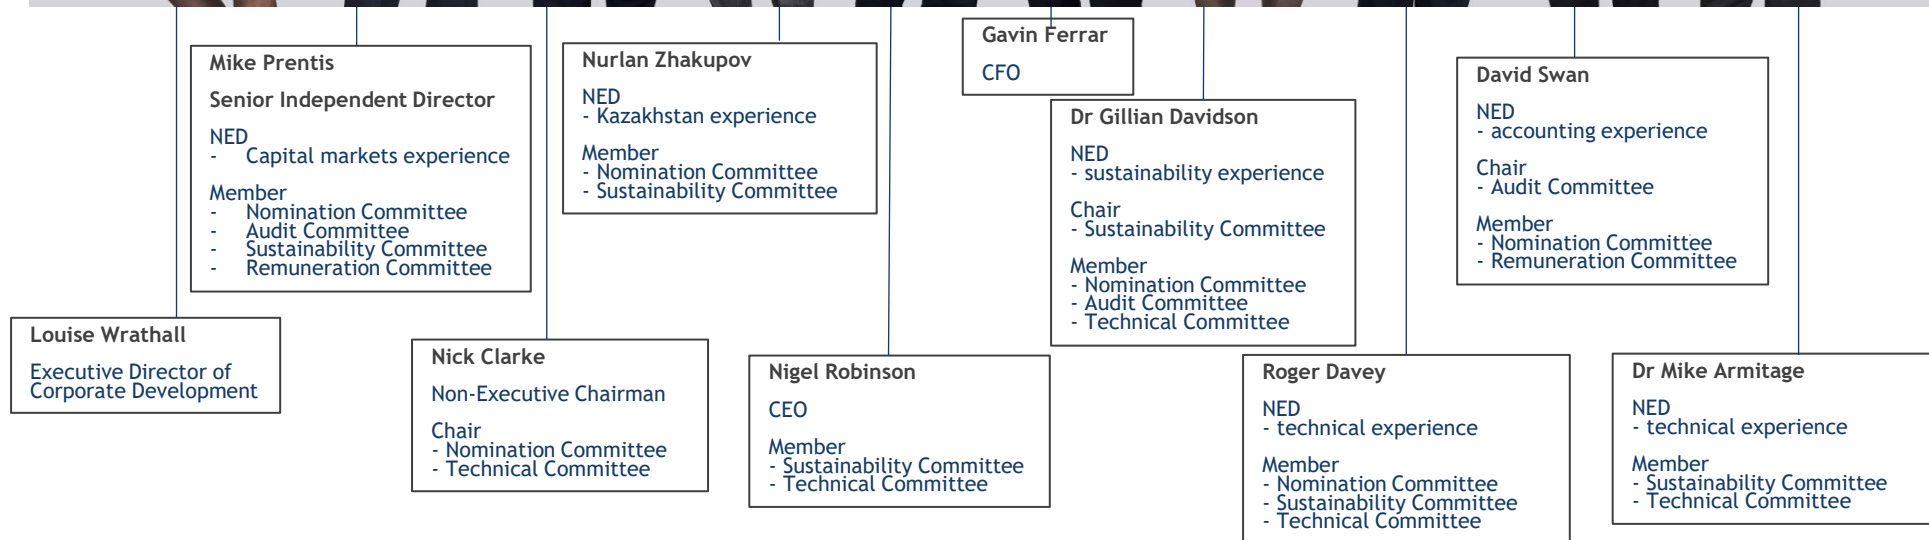 Mike Prentis
Senior Independent Director
NED
- Capital markets experience
Member
- Nomination Committee
- Audit Committee
- Sustainability Committee
- Remuneration Committee
Nurlan Zhakupov
NED
- Kazakhstan experience
Member
- Nomination Committee
- Sustainability Committee
Gavin Ferrar
CFO
Dr Gillian Davidson
NED
- sustainability experience
Chair
- Sustainability Committee
Member
- Nomination Committee
- Audit Committee
- Technical Committee
David Swan
NED
- accounting experience
Chair
- Audit Committee
Member
- Nomination Committee
- Remuneration Committee
Louise Wrathall
Executive Director of
Corporate Development
Nick Clarke
Non-Executive Chairman
Chair
- Nomination Committee
- Technical Committee
Nigel Robinson
CEO
Member
- Sustainability Committee
- Technical Committee
Roger Davey
NED
- technical experience
Member
- Nomination Committee
- Sustainability Committee
- Technical Committee
Dr Mike Armitage
NED
- technical experience
Member
- Sustainability Committee
- Technical Committee